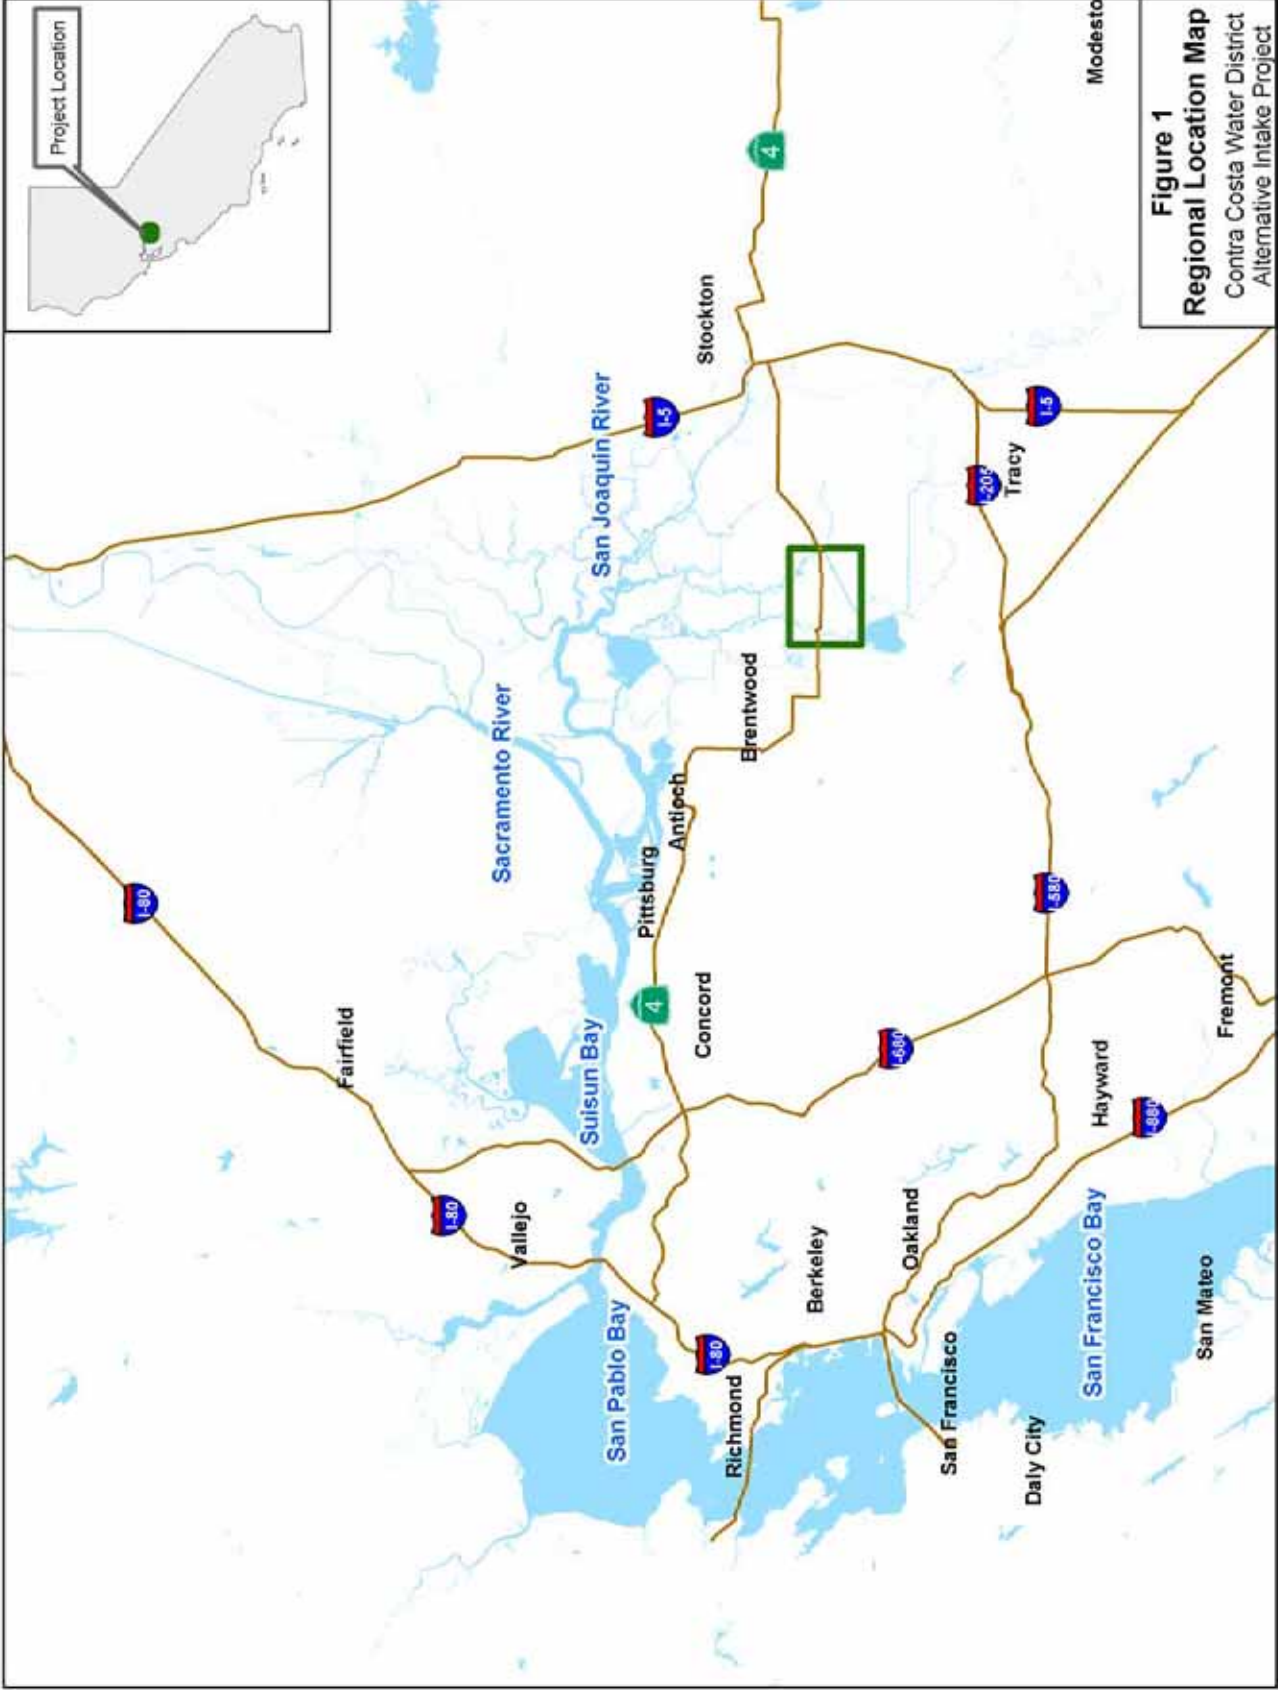 Project Location
I-80
Fairfield
I-80
Sacramento River
Vallejo
Suisun Bay
San Joaquin River
San Pablo Bay
Pittsburg
4
I-5
Antioch
Concord
Stockton
I-80
Richmond
Brentwood
4
Berkeley
I-680
Oakland
San Francisco
I-205
Tracy
Daly City
I-5
I-580
San Francisco Bay
Modesto
Hayward
I-880
San Mateo
Fremont
Figure 1
Regional Location Map
Contra Costa Water District
Alternative Intake Project